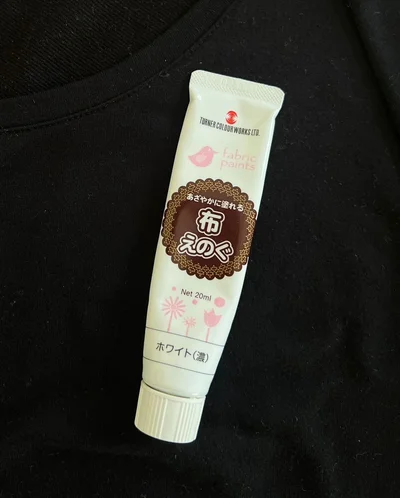 TURNER COLOUR WORKS LTD.
fabric
paints
あざやかに塗れる
布
えのぐ
Net 20ml
ホワイト(濃)